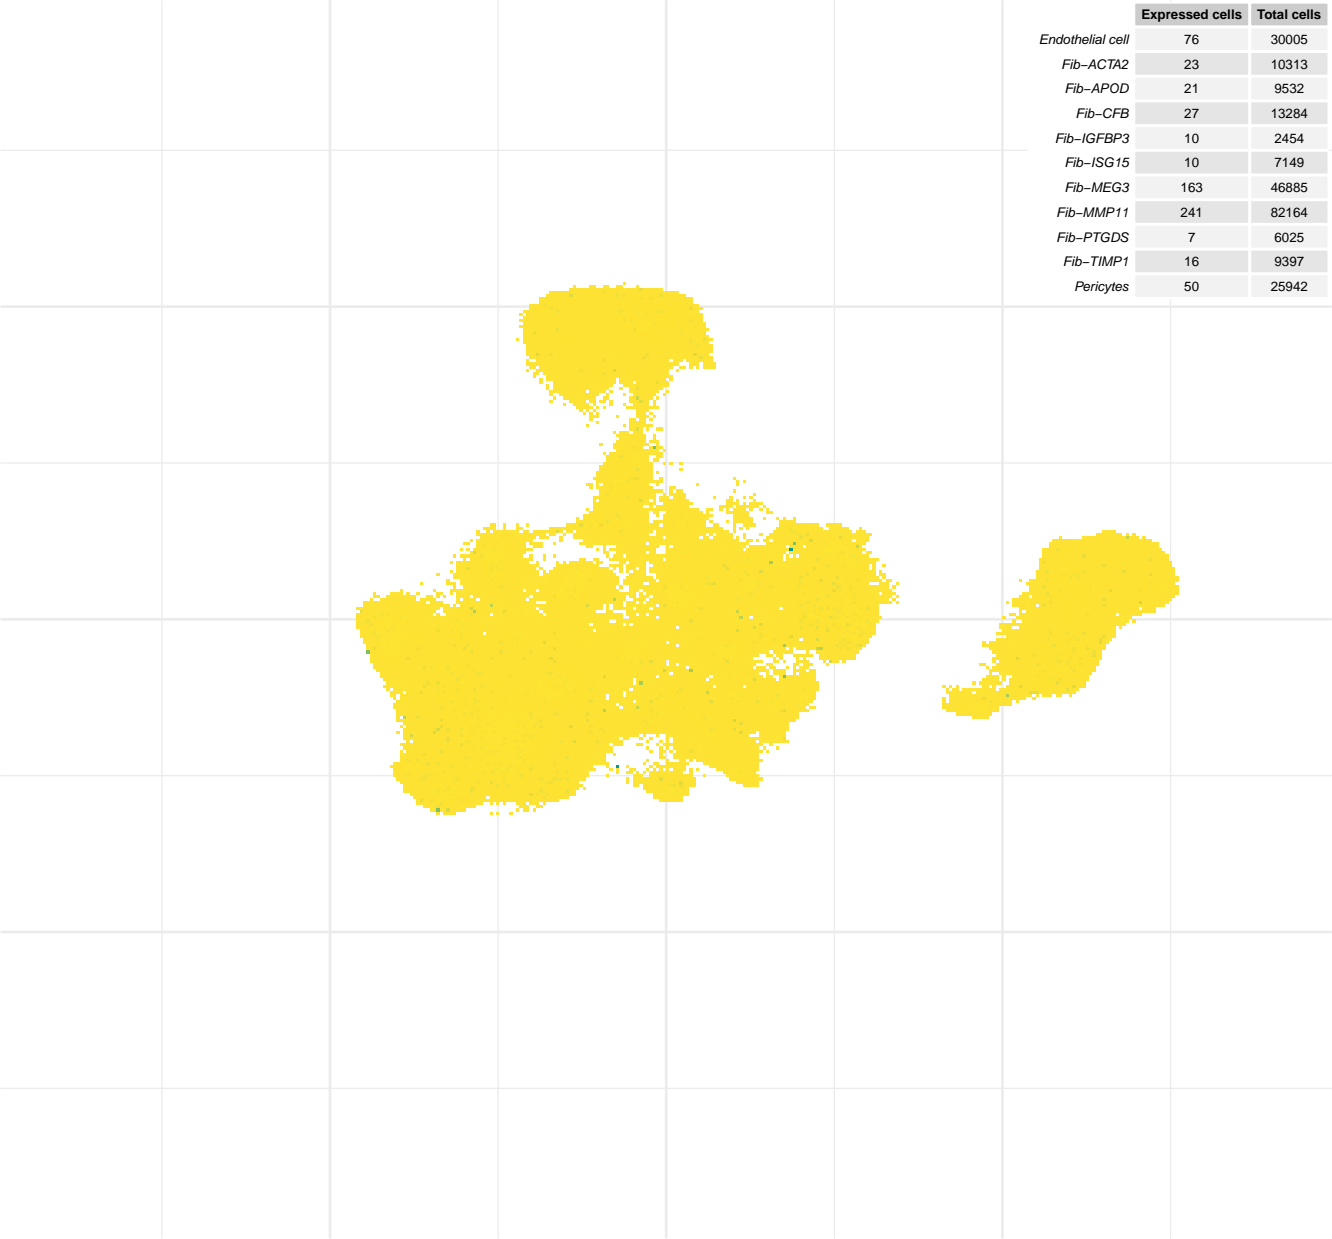 Expressed cells Total cells
Endothelial cell 76 30005
Fib−ACTA2 23 10313
Fib−APOD 21 9532
Fib−CFB 27 13284
Fib−IGFBP3 10 2454
Fib−ISG15 10 7149
Fib−MEG3 163 46885
Fib−MMP11 241 82164
Fib−PTGDS 7 6025
Fib−TIMP1 16 9397
Pericytes 50 25942